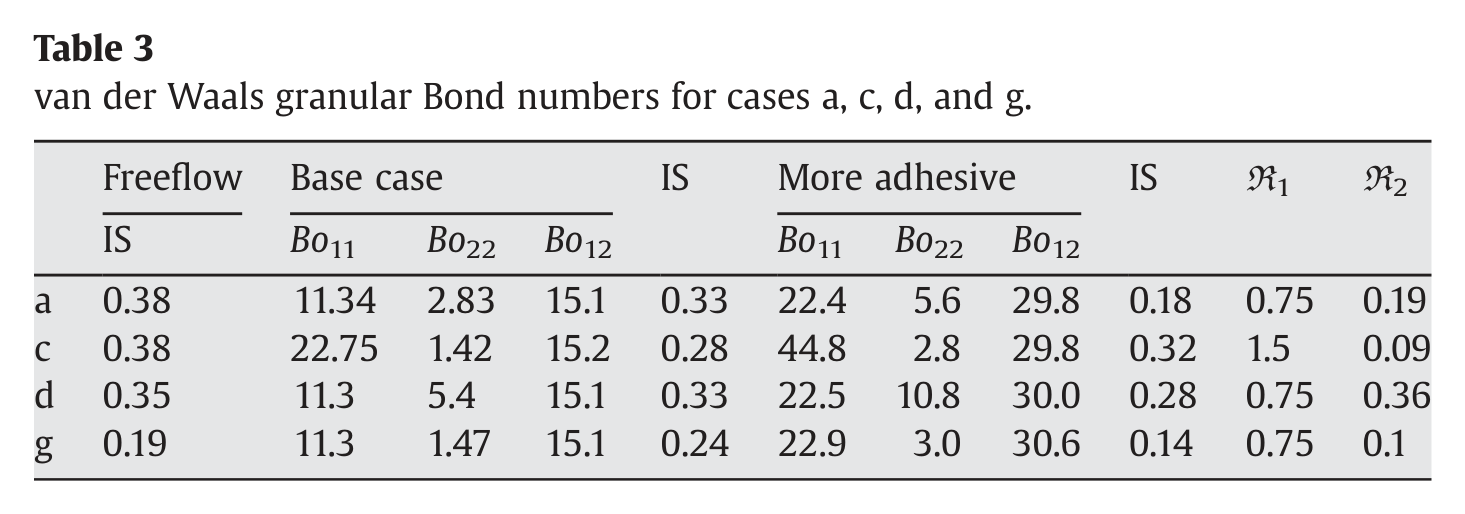 Table 3
van der Waals granular Bond numbers for cases a, c, d, and g.
Freeflow Base case IS More adhesive IS ℜ1 ℜ2
IS Bo11 Bo22 Bo12 Bo11 Bo22 Bo12
a 0.38 11.34 2.83 15.1 0.33 22.4 5.6 29.8 0.18 0.75 0.19
c 0.38 22.75 1.42 15.2 0.28 44.8 2.8 29.8 0.32 1.5 0.09
d 0.35 11.3 5.4 15.1 0.33 22.5 10.8 30.0 0.28 0.75 0.36
g 0.19 11.3 1.47 15.1 0.24 22.9 3.0 30.6 0.14 0.75 0.1